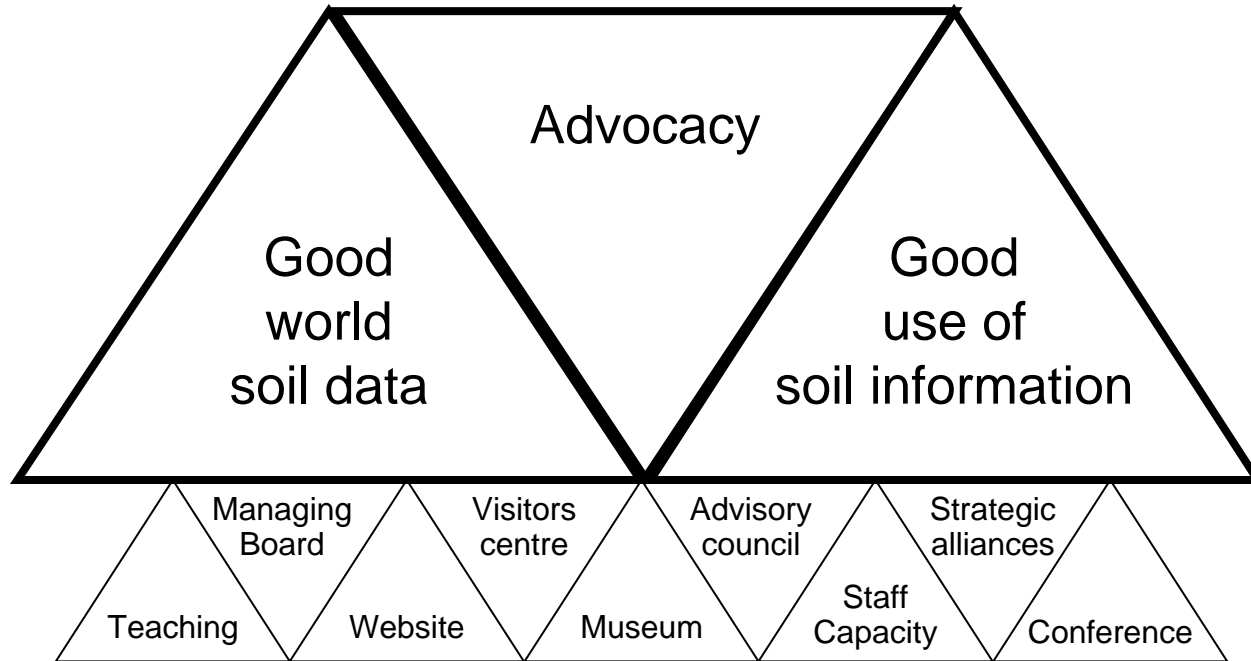 Advocacy
Good
world
soil data
Good
use of
soil information
Managing
Board
Visitors
centre
Advisory
council
Strategic
alliances
Teaching
Website
Museum
Staff
Capacity
Conference